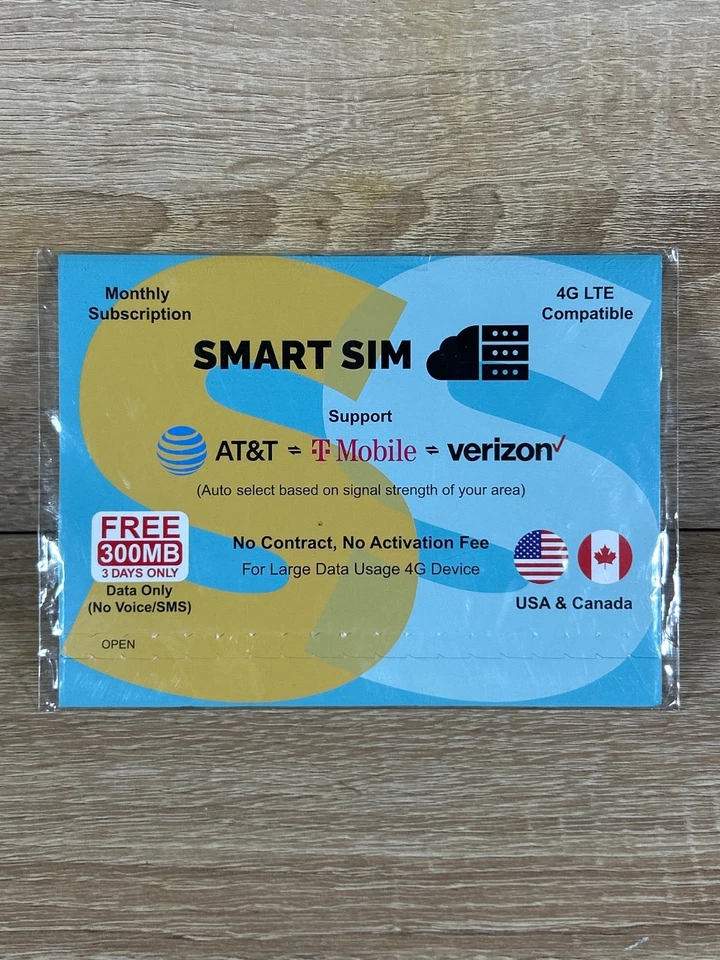 Monthly
Subscription
4G LTE
Compatible
SMART SIM
Support
AT&T = T Mobile = verizon✓
(Auto select based on signal strength of your area)
FREE
300MB
3 DAYS ONLY
Data Only
(No Voice/SMS)
No Contract, No Activation Fee
For Large Data Usage 4G Device
USA & Canada
OPEN